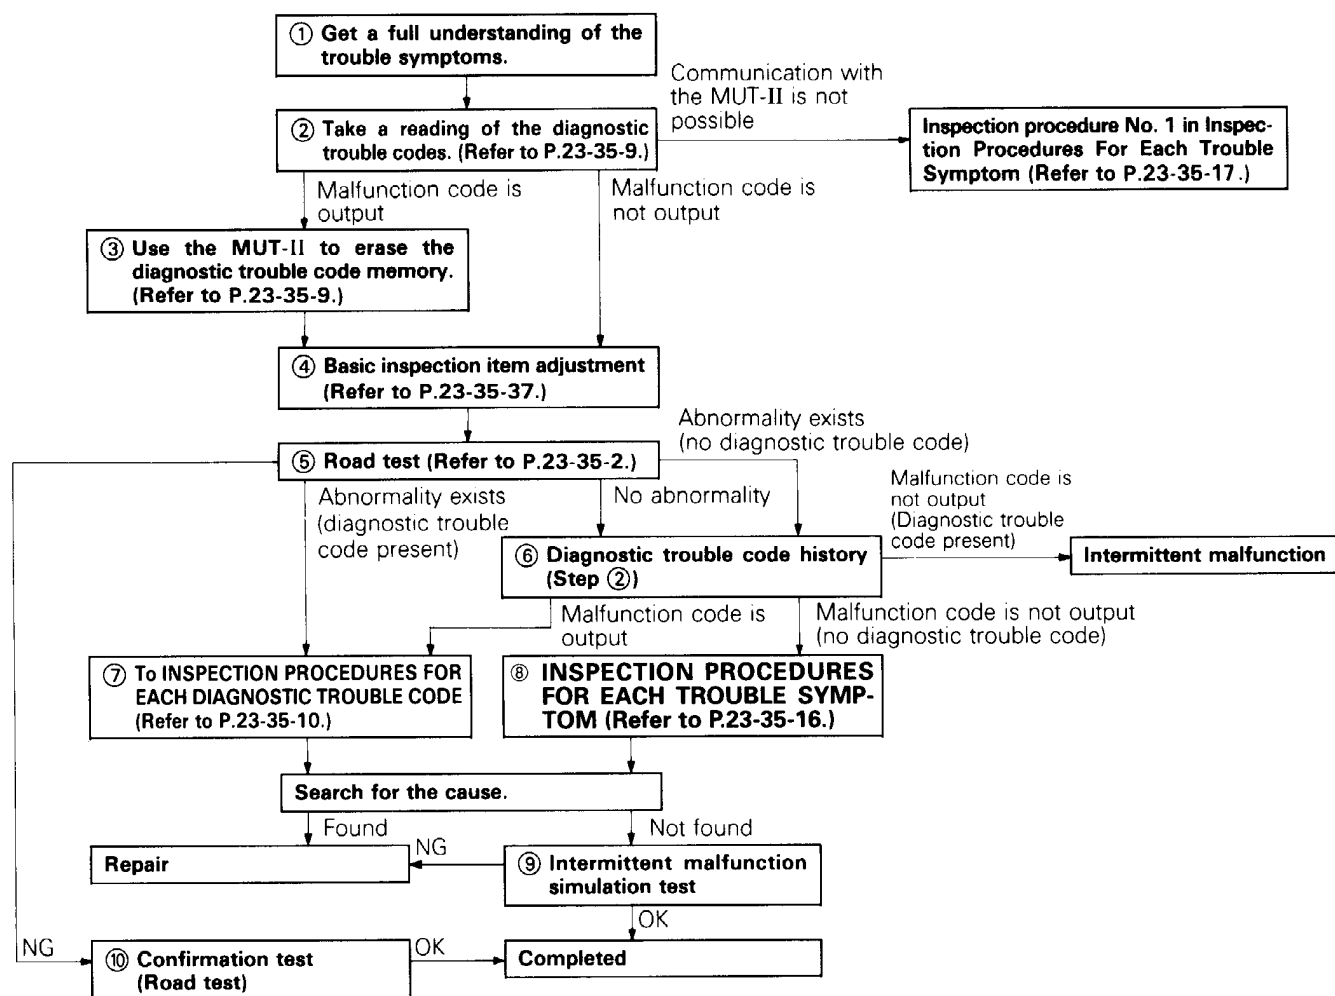 ① Get a full understanding of the
trouble symptoms.
Communication with
the MUT-II is not
possible
② Take a reading of the diagnostic
trouble codes. (Refer to P.23-35-9.)
Inspection procedure No. 1 in Inspec-
tion Procedures For Each Trouble
Symptom (Refer to P.23-35-17.)
Malfunction code is
output
Malfunction code is
not output
③ Use the MUT-II to erase the
diagnostic trouble code memory.
(Refer to P.23-35-9.)
④ Basic inspection item adjustment
(Refer to P.23-35-37.)
Abnormality exists
(no diagnostic trouble code)
⑤ Road test (Refer to P.23-35-2.)
Abnormality exists
(diagnostic trouble
code present)
No abnormality
Malfunction code is
not output
(Diagnostic trouble
code present)
⑥ Diagnostic trouble code history
(Step ②)
Intermittent malfunction
Malfunction code is
output
Malfunction code is not output
(no diagnostic trouble code)
⑦ To INSPECTION PROCEDURES FOR
EACH DIAGNOSTIC TROUBLE CODE
(Refer to P.23-35-10.)
⑧ INSPECTION PROCEDURES
FOR EACH TROUBLE SYMP-
TOM (Refer to P.23-35-16.)
Search for the cause.
Found
Not found
Repair
NG
⑨ Intermittent malfunction
simulation test
OK
NG
⑩ Confirmation test
(Road test)
OK
Completed